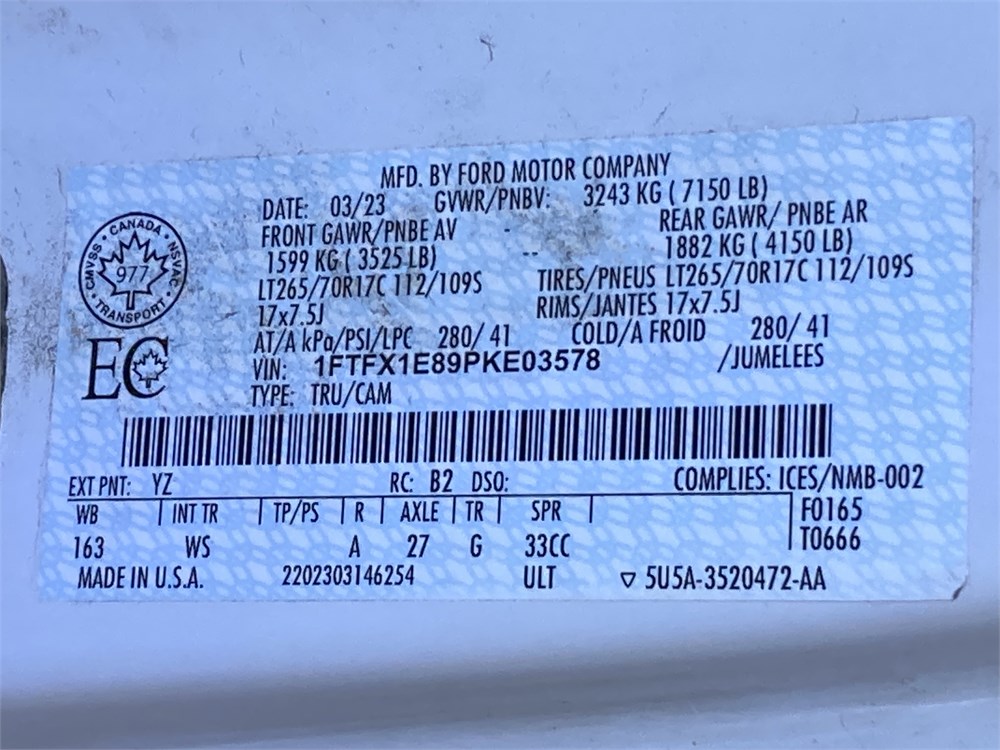 MFD. BY FORD MOTOR COMPANY
DATE: 03/23 GVWR/PNBV: 3243 KG ( 7150 LB)
FRONT GAWR/PNBE AV - REAR GAWR/ PNBE AR
1599 KG ( 3525 LB) -- 1882 KG ( 4150 LB)
LT265/70R17C 112/109S TIRES/PNEUS LT265/70R17C 112/109S
17x7.5J RIMS/JANTES 17x7.5J
AT/A kPa/PSI/LPC 280/ 41 COLD/A FROID 280/ 41
VIN: 1FTFX1E89PKE03578 /JUMELEES
TYPE: TRU/CAM
CANADA
CMVSS · NSVAC
977
TRANSPORT
EC
EXT PNT: YZ RC: B2 DSO: COMPLIES: ICES/NMB-002
WB | INT TR | TP/PS | R | AXLE | TR | SPR | F0165
163 WS A 27 G 33CC T0666
MADE IN U.S.A. 2202303146254 ULT ▽ 5U5A-3520472-AA